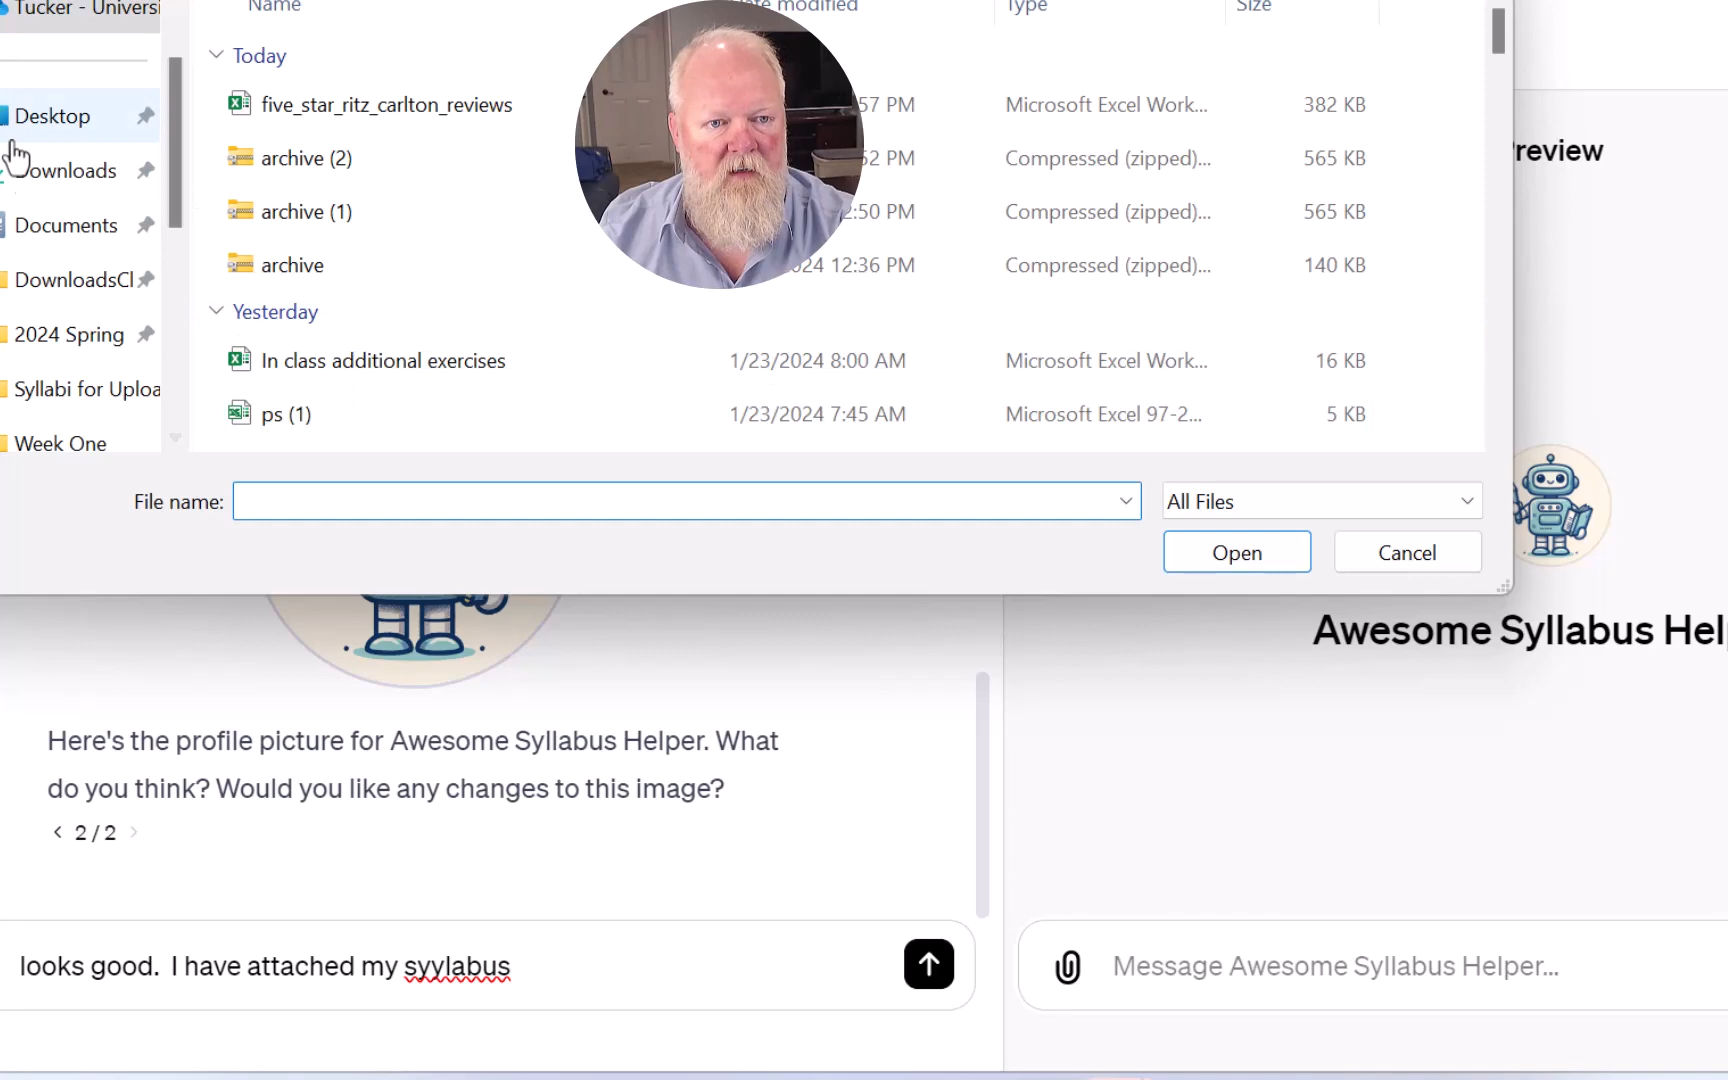 Tucker - Universi
Name
modified
Type
Size
Today
five_star_ritz_carlton_reviews
57 PM
Microsoft Excel Work...
382 KB
archive (2)
52 PM
Compressed (zipped)...
565 KB
archive (1)
2:50 PM
Compressed (zipped)...
565 KB
archive
024 12:36 PM
Compressed (zipped)...
140 KB
Yesterday
In class additional exercises
1/23/2024 8:00 AM
Microsoft Excel Work...
16 KB
ps (1)
1/23/2024 7:45 AM
Microsoft Excel 97-2...
5 KB
Desktop
ownloads
Documents
DownloadsCl
2024 Spring
Syllabi for Uploa
Week One
File name:
All Files
Open
Cancel
review
Awesome Syllabus Hel
Here's the profile picture for Awesome Syllabus Helper. What
do you think? Would you like any changes to this image?
< 2 / 2 >
looks good.  I have attached my syylabus
Message Awesome Syllabus Helper...